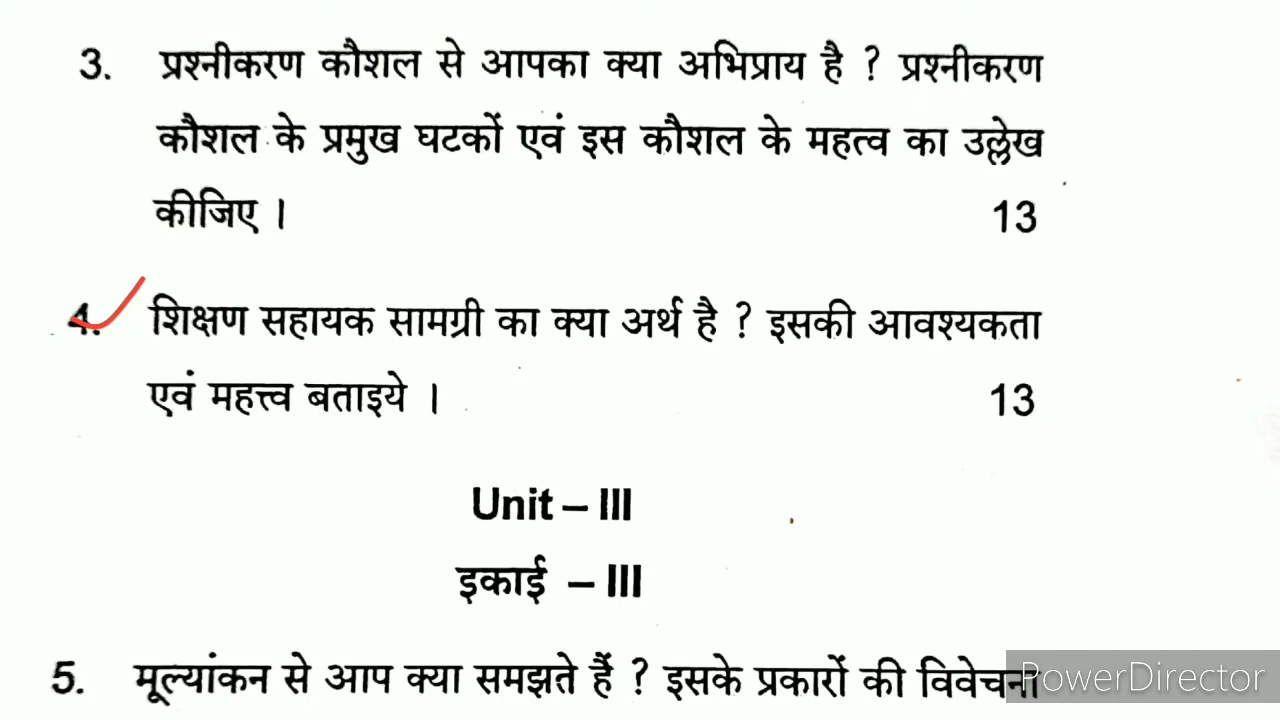 3. प्रश्नीकरण कौशल से आपका क्या अभिप्राय है ? प्रश्नीकरण
कौशल के प्रमुख घटकों एवं इस कौशल के महत्व का उल्लेख
कीजिए । 13
4. शिक्षण सहायक सामग्री का क्या अर्थ है ? इसकी आवश्यकता
एवं महत्त्व बताइये । 13
Unit – III
इकाई – III
5. मूल्यांकन से आप क्या समझते हैं ? इसके प्रकारों की विवेचना
PowerDirector